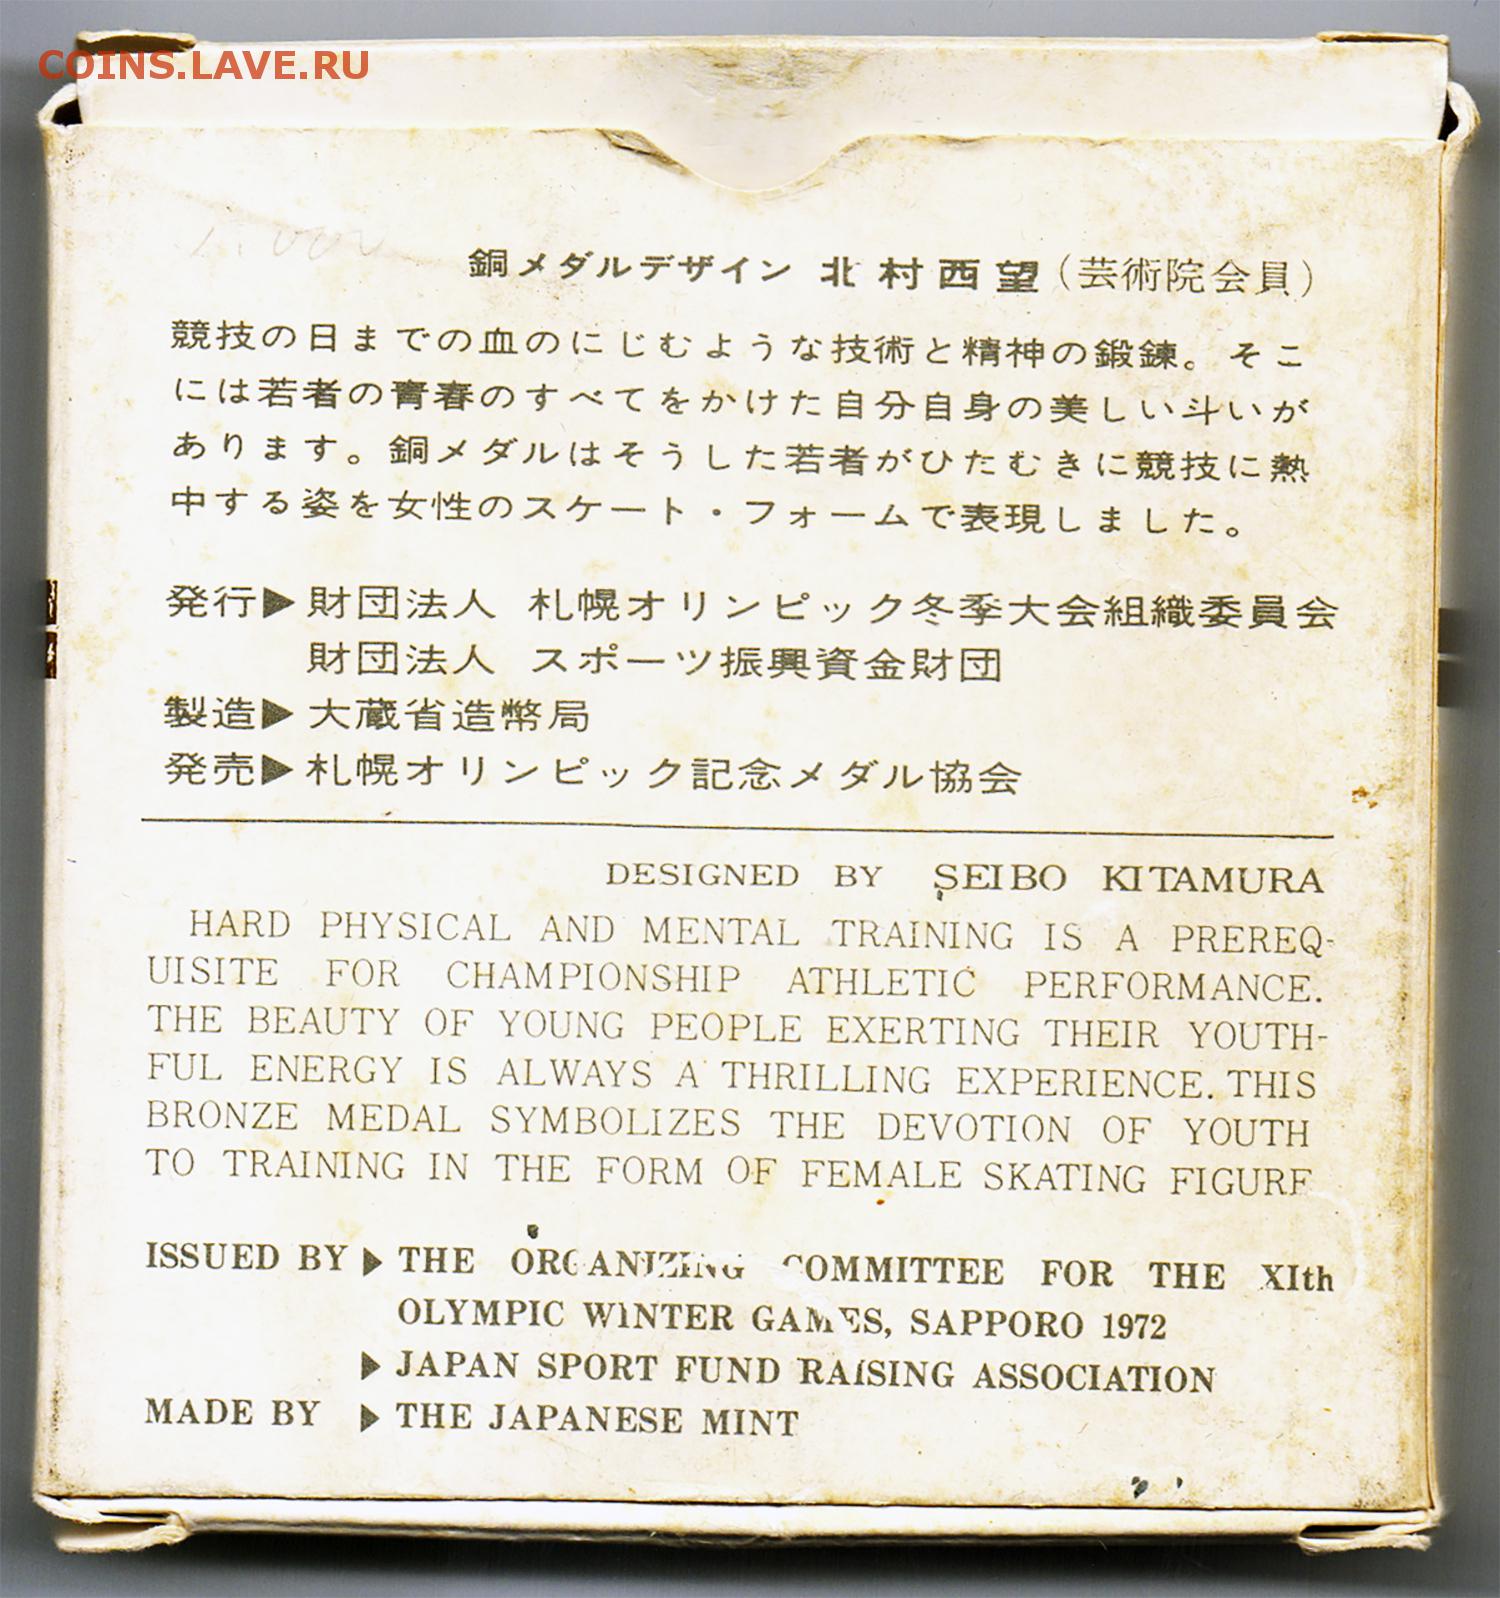 COINS.LAVE.RU
銅メダルデザイン 北村西望(芸術院会員)
競技の日までの血のにじむような技術と精神の鍛錬。そこ
には若者の青春のすべてをかけた自分自身の美しい斗いが
あります。銅メダルはそうした若者がひたむきに競技に熱
中する姿を女性のスケート・フォームで表現しました。
発行▶財団法人 札幌オリンピック冬季大会組織委員会
財団法人 スポーツ振興資金財団
製造▶大蔵省造幣局
発売▶札幌オリンピック記念メダル協会
DESIGNED BY SEIBO KITAMURA
HARD PHYSICAL AND MENTAL TRAINING IS A PREREQ-
UISITE FOR CHAMPIONSHIP ATHLETIC PERFORMANCE.
THE BEAUTY OF YOUNG PEOPLE EXERTING THEIR YOUTH-
FUL ENERGY IS ALWAYS A THRILLING EXPERIENCE. THIS
BRONZE MEDAL SYMBOLIZES THE DEVOTION OF YOUTH
TO TRAINING IN THE FORM OF FEMALE SKATING FIGURE
ISSUED BY ▶ THE ORGANIZING COMMITTEE FOR THE XIth
OLYMPIC WINTER GAMES, SAPPORO 1972
▶ JAPAN SPORT FUND RAISING ASSOCIATION
MADE BY ▶ THE JAPANESE MINT